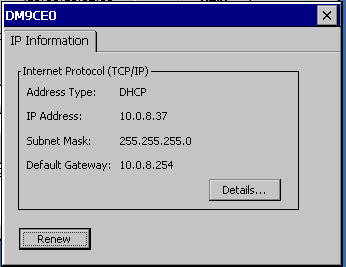 DM9CE0
IP Information
Internet Protocol (TCP/IP)
Address Type: DHCP
IP Address: 10.0.8.37
Subnet Mask: 255.255.255.0
Default Gateway: 10.0.8.254
Details...
Renew